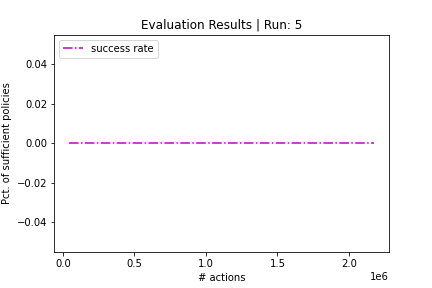 Evaluation Results | Run: 5
success rate
Pct. of sufficient policies
0.04
0.02
0.00
−0.02
−0.04
0.0 0.5 1.0 1.5 2.0
1e6
# actions